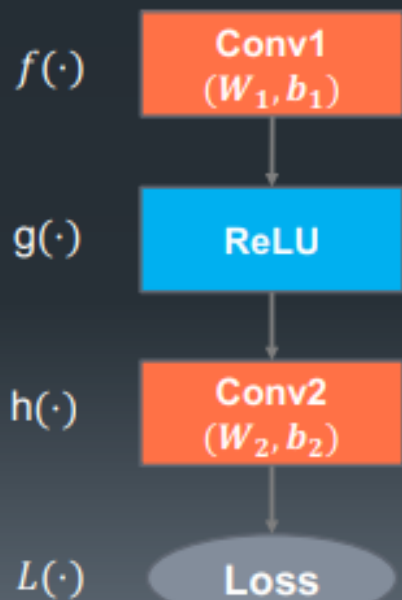 f(·)
Conv1
(W₁, b₁)
g(·)
ReLU
h(·)
Conv2
(W₂, b₂)
L(·)
Loss